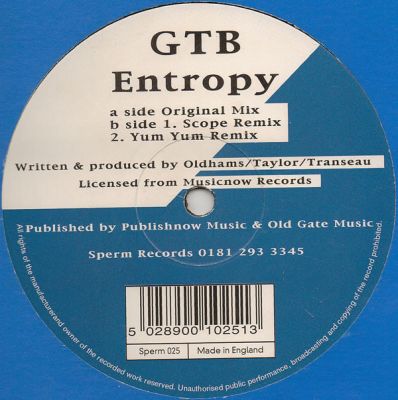 GTB
Entropy
a side Original Mix
b side 1. Scope Remix
2. Yum Yum Remix
Written & produced by Oldhams/Taylor/Transeau
Licensed from Musicnow Records
Published by Publishnow Music & Old Gate Music
Sperm Records 0181 293 3345
5 028900 102513
Sperm 025 Made in England
All rights of the manufacturerand owner of the recorded work reserved. Unauthorised public performance, broadcasting and copying of the record prohibited.